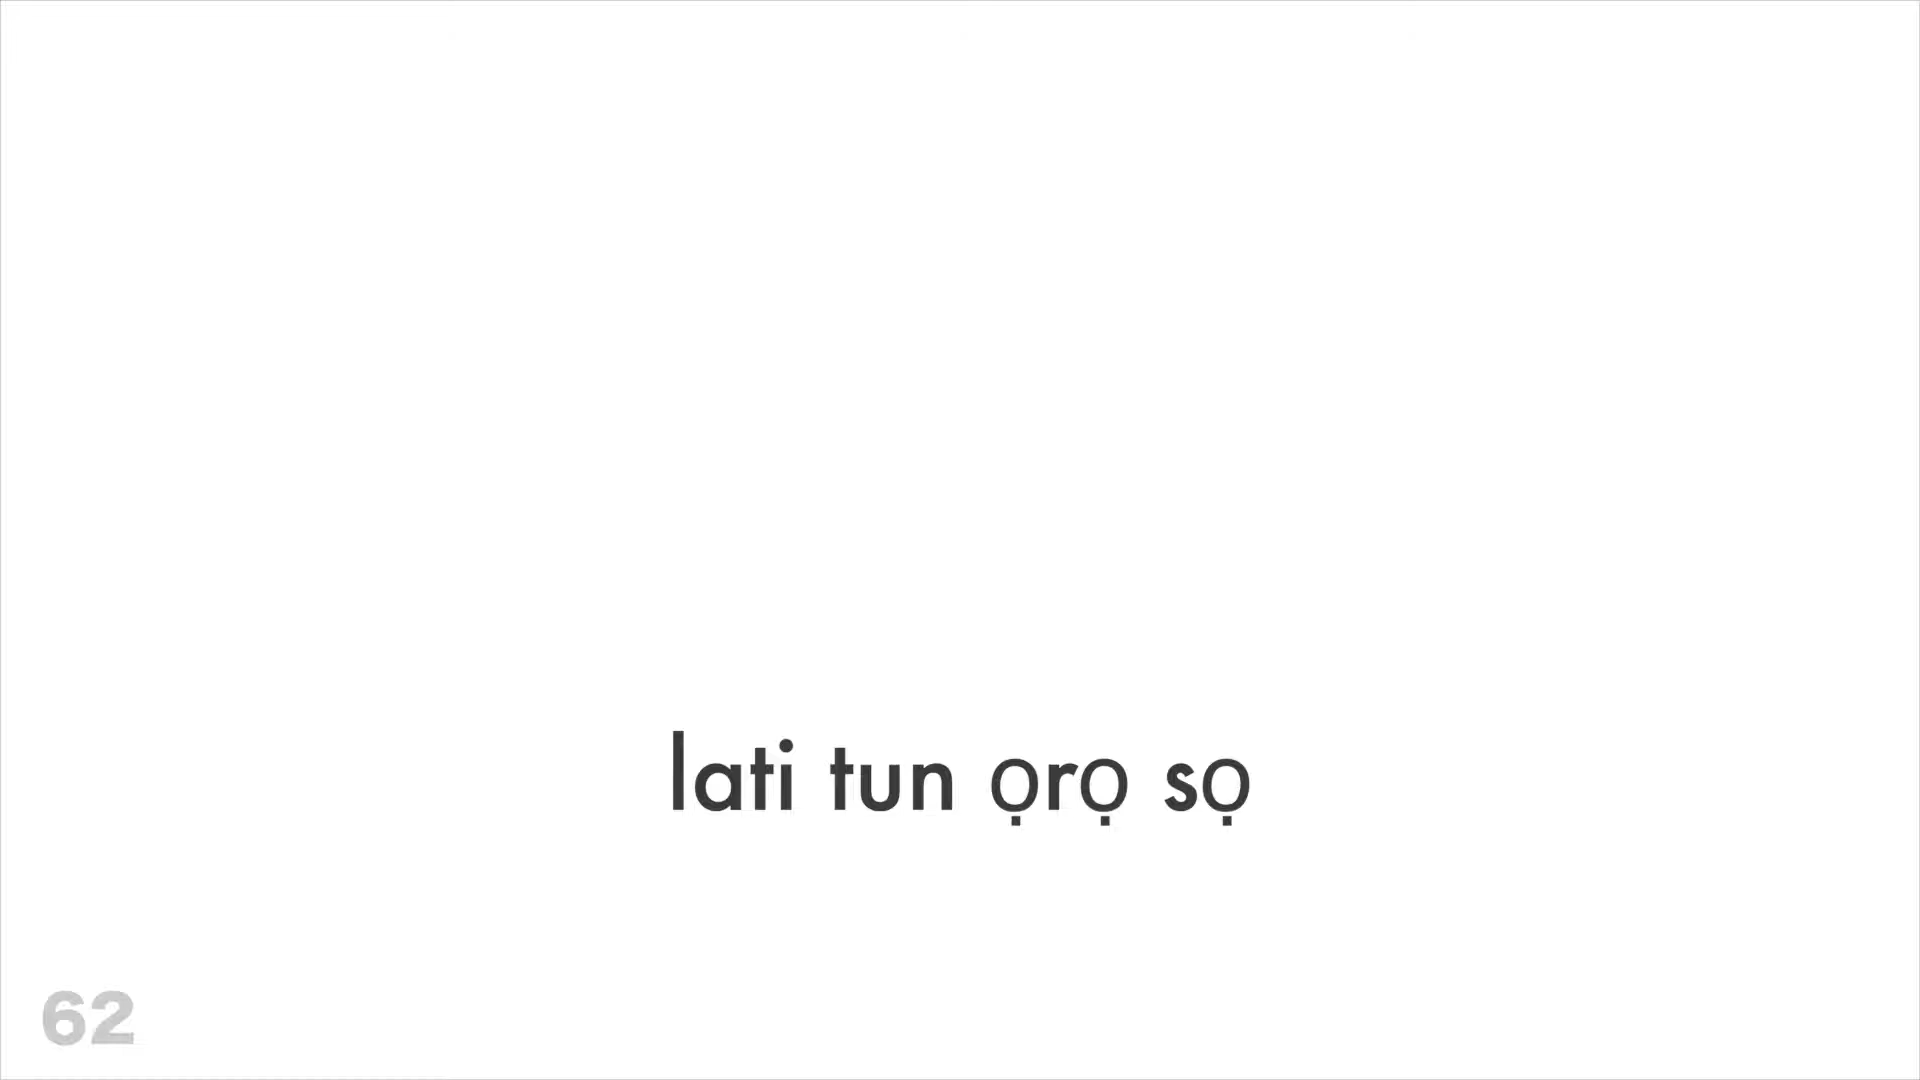 lati tun ọrọ sọ
62